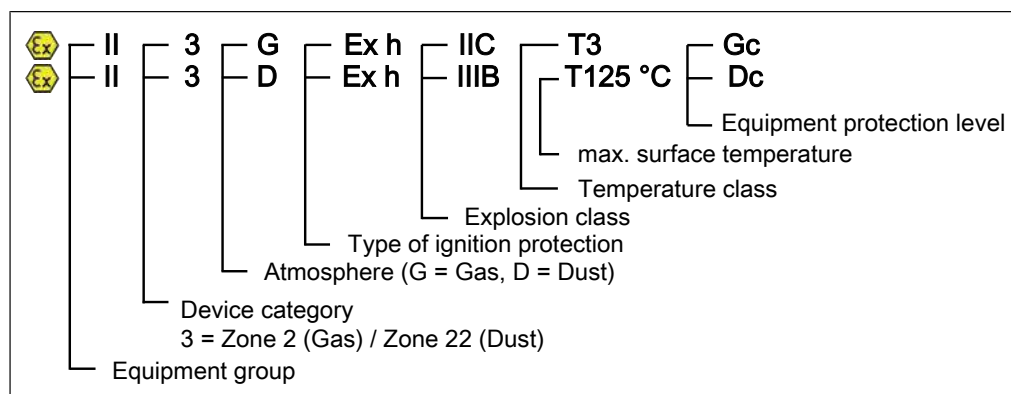 Ex II 3 G Ex h IIC T3 Gc
Ex II 3 D Ex h IIIB T125 °C Dc
Equipment protection level
max. surface temperature
Temperature class
Explosion class
Type of ignition protection
Atmosphere (G = Gas, D = Dust)
Device category
3 = Zone 2 (Gas) / Zone 22 (Dust)
Equipment group